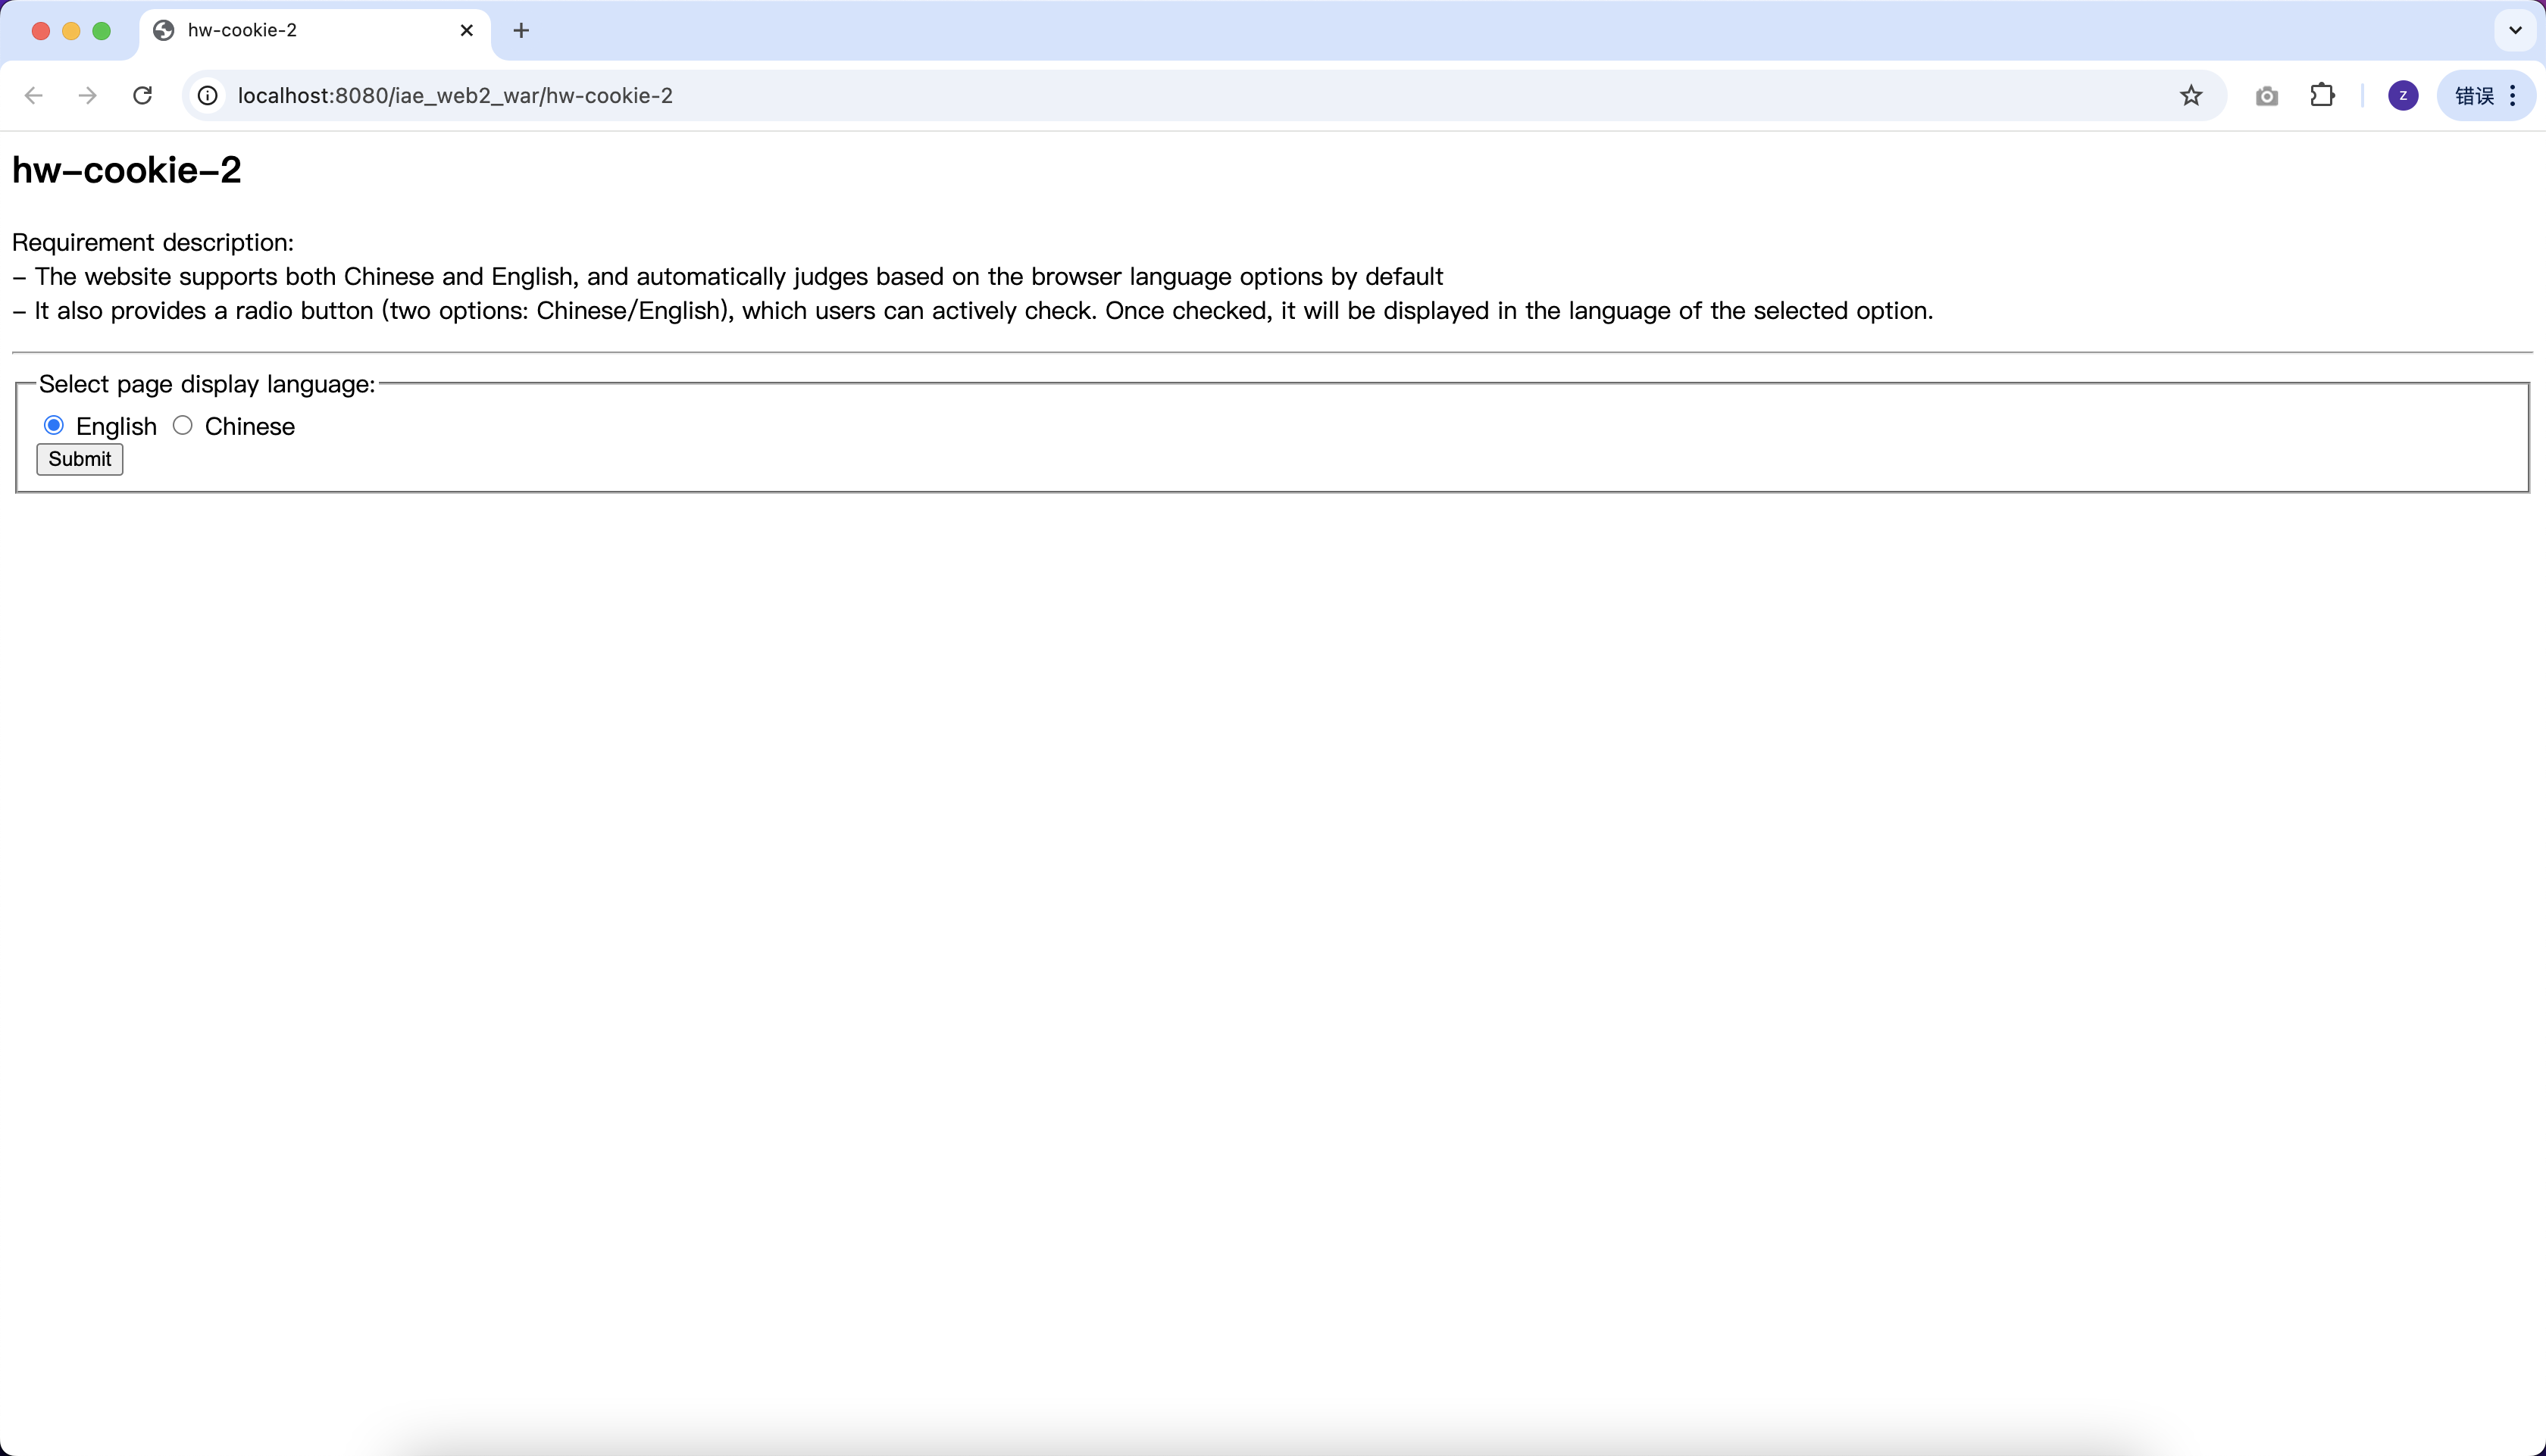 hw-cookie-2
localhost:8080/iae_web2_war/hw-cookie-2
Z
错误
hw-cookie-2
Requirement description:
- The website supports both Chinese and English, and automatically judges based on the browser language options by default
- It also provides a radio button (two options: Chinese/English), which users can actively check. Once checked, it will be displayed in the language of the selected option.
Select page display language:
English Chinese
Submit